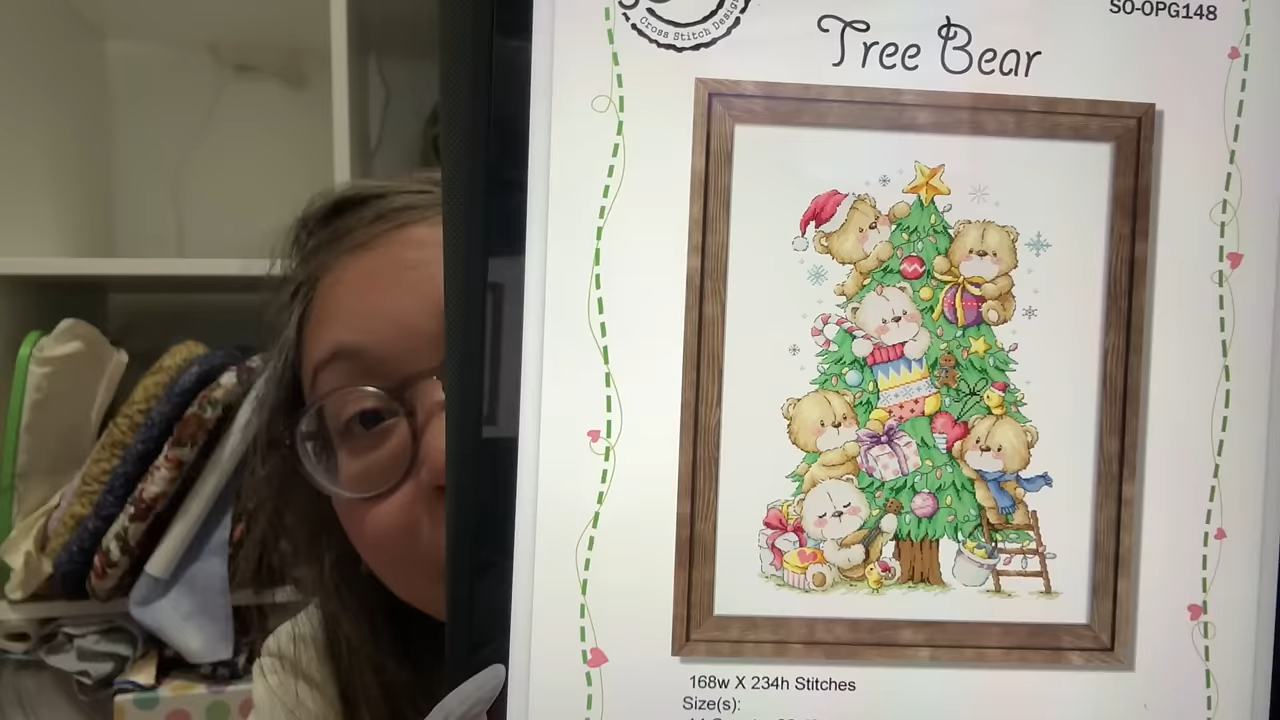 Cross Stitch Design
SO-OPG148
Tree Bear
168w X 234h Stitches
Size(s):